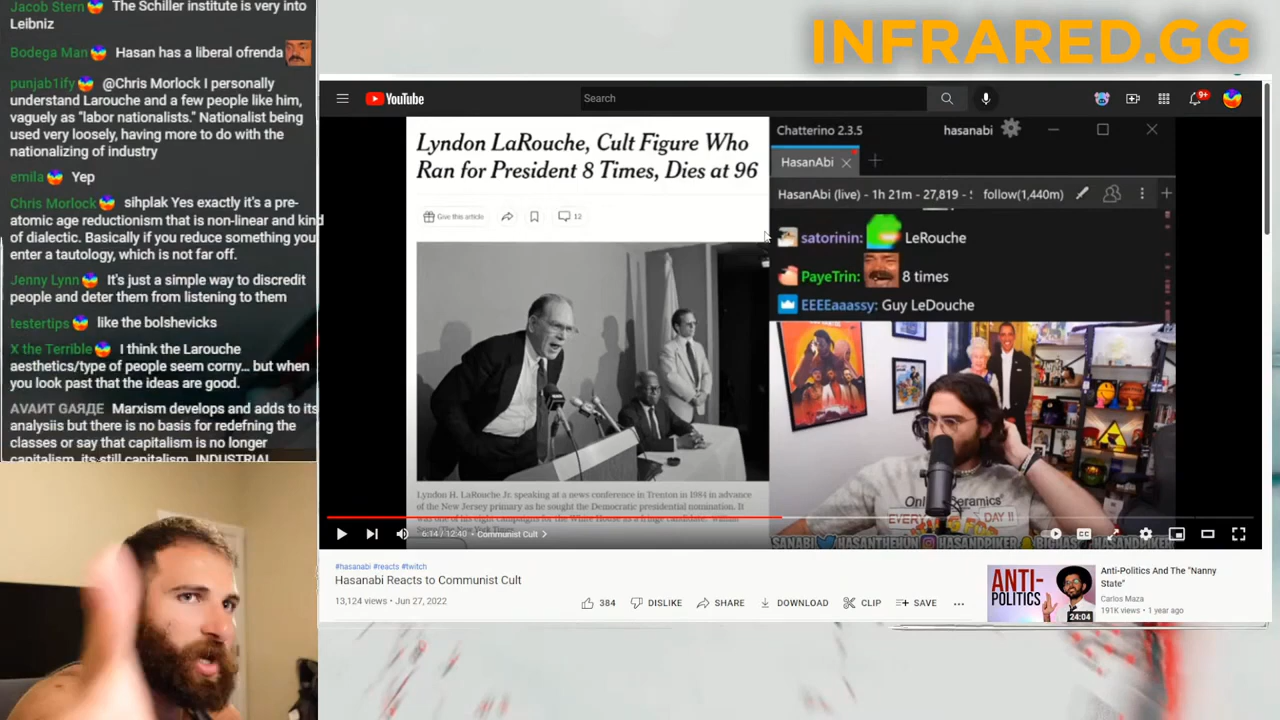 Jacob Stern The Schiller institute is very into
Leibniz
Bodega Man Hasan has a liberal ofrenda
punjab1ify @Chris Morlock I personally
understand Larouche and a few people like him,
vaguely as "labor nationalists." Nationalist being
used very loosely, having more to do with the
nationalizing of industry
emila Yep
Chris Morlock sihplak Yes exactly it's a pre-
atomic age reductionism that is non-linear and kind
of dialectic. Basically if you reduce something you
enter a tautology, which is not far off.
Jenny Lynn It's just a simple way to discredit
people and deter them from listening to them
testertips like the bolshevicks
X the Terrible I think the Larouche
aesthetics/type of people seem corny... but when
you look past that the ideas are good.
AVAИT GARДE Marxism develops and adds to its
analysiis but there is no basis for redefning the
classes or say that capitalism is no longer
capitalism, its still capitalism. INDUSTRIAL
INFRARED.GG
YouTube
Search
9+
Lyndon LaRouche, Cult Figure Who
Ran for President 8 Times, Dies at 96
Give this article
12
Lyndon H. LaRouche Jr. speaking at a news conference in Trenton in 1984 in advance
of the New Jersey primary as he sought the Democratic presidential nomination. It
Chatterino 2.3.5
hasanabi
HasanAbi
HasanAbi (live) - 1h 21m - 27,819 -
follow(1,440m)
satorinin: LeRouche
PayeTrin: 8 times
EEEEaaassy: Guy LeDouche
6:14 / 12:40 · Communist Cult
#hasanabi #reacts #twitch
Hasanabi Reacts to Communist Cult
13,124 views • Jun 27, 2022
384
DISLIKE
SHARE
DOWNLOAD
CLIP
SAVE
ANTI-
POLITICS
24:04
Anti-Politics And The "Nanny
State"
Carlos Maza
191K views • 1 year ago